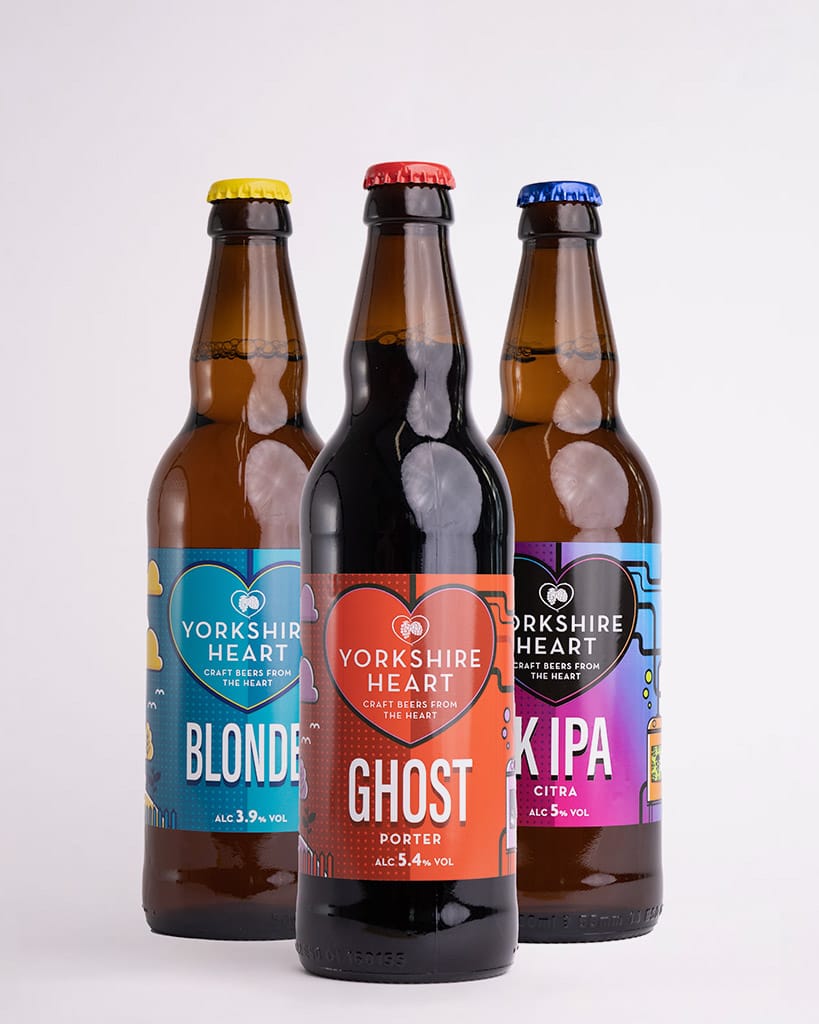 YORKSHIR
HEART
CRAFT BEERS FROM
THE HEART
BLONDE
ALC 3.9% VOL
YORKSHIRE
HEART
CRAFT BEERS FROM
THE HEART
GHOST
PORTER
ALC 5.4% VOL
ORKSHIRE
HEART
CRAFT BEERS FROM
THE HEART
K IPA
CITRA
ALC 5% VOL